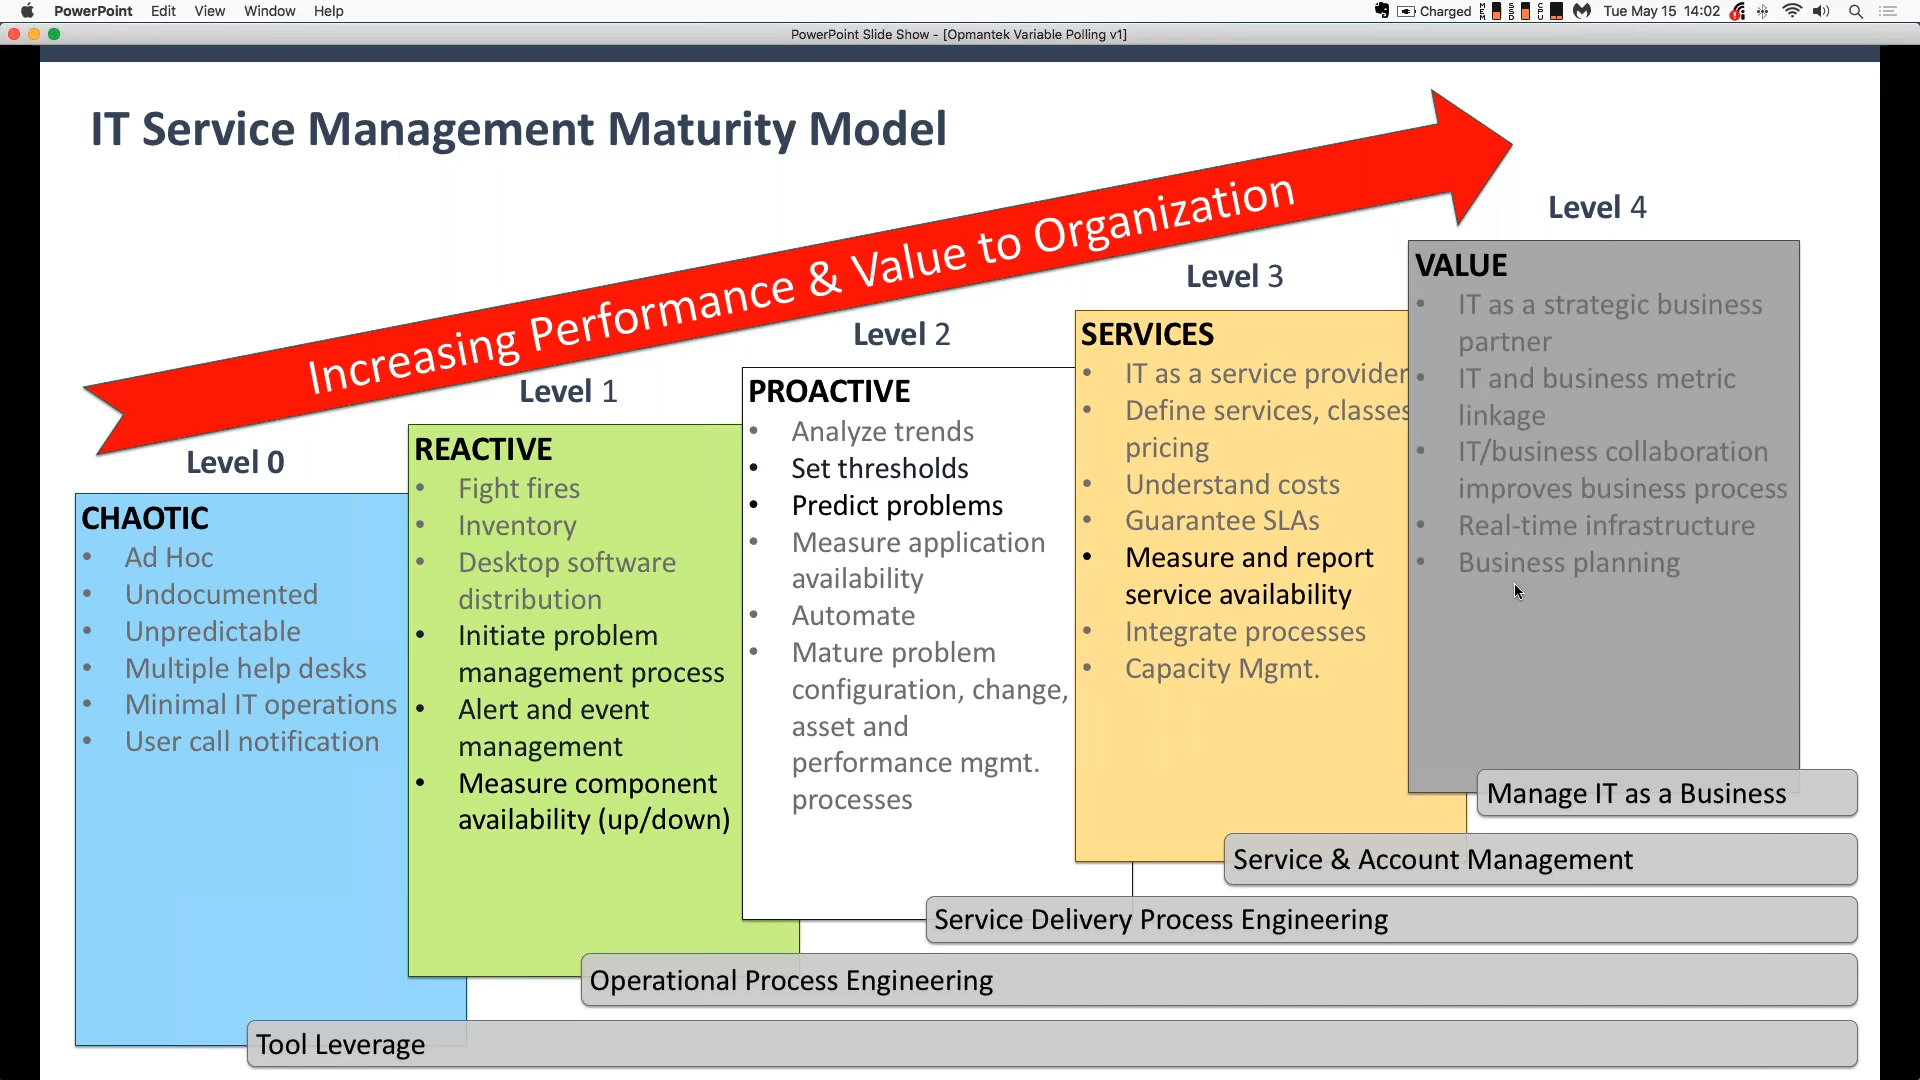 PowerPoint Edit View Window Help
Charged Tue May 15 14:02
PowerPoint Slide Show - [Opmantek Variable Polling v1]
IT Service Management Maturity Model
Increasing Performance & Value to Organization
Level 0
CHAOTIC
• Ad Hoc
• Undocumented
• Unpredictable
• Multiple help desks
• Minimal IT operations
• User call notification
Level 1
REACTIVE
• Fight fires
• Inventory
• Desktop software
distribution
• Initiate problem
management process
• Alert and event
management
• Measure component
availability (up/down)
Level 2
PROACTIVE
• Analyze trends
• Set thresholds
• Predict problems
• Measure application
availability
• Automate
• Mature problem
configuration, change,
asset and
performance mgmt.
processes
Level 3
SERVICES
• IT as a service provider
• Define services, classes
pricing
• Understand costs
• Guarantee SLAs
• Measure and report
service availability
• Integrate processes
• Capacity Mgmt.
Level 4
VALUE
• IT as a strategic business
partner
• IT and business metric
linkage
• IT/business collaboration
improves business process
• Real-time infrastructure
• Business planning
Manage IT as a Business
Service & Account Management
Service Delivery Process Engineering
Operational Process Engineering
Tool Leverage